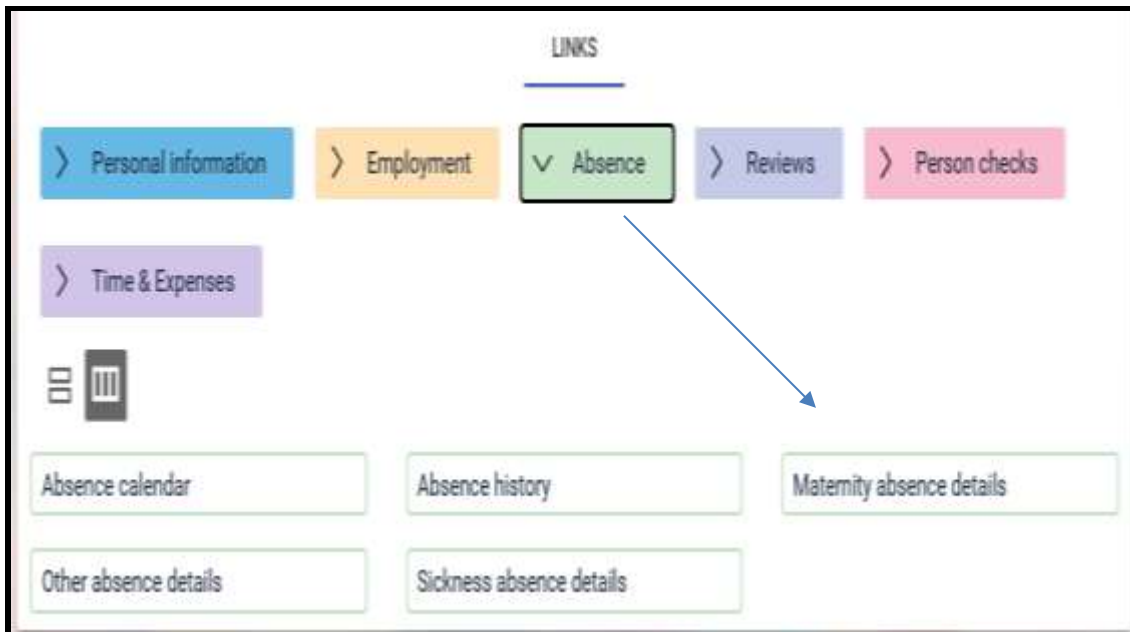 LINKS
Personal information
Employment
Absence
Reviews
Person checks
Time & Expenses
Absence calendar
Absence history
Maternity absence details
Other absence details
Sickness absence details